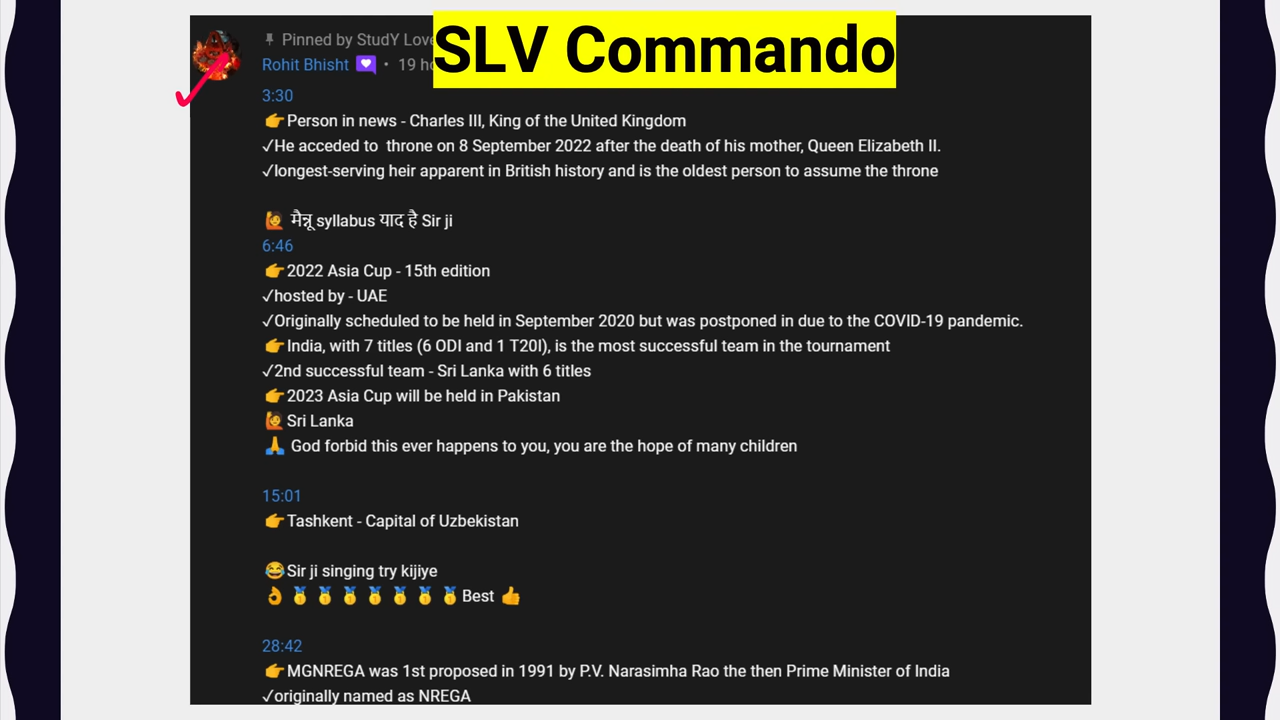 SLV Commando
Pinned by StudY Love
Rohit Bhisht • 19
3:30
👉Person in news - Charles III, King of the United Kingdom
✓He acceded to throne on 8 September 2022 after the death of his mother, Queen Elizabeth II.
✓longest-serving heir apparent in British history and is the oldest person to assume the throne
🙋 मैन्नू syllabus याद है Sir ji
6:46
👉2022 Asia Cup - 15th edition
✓hosted by - UAE
✓Originally scheduled to be held in September 2020 but was postponed in due to the COVID-19 pandemic.
👉India, with 7 titles (6 ODI and 1 T20I), is the most successful team in the tournament
✓2nd successful team - Sri Lanka with 6 titles
👉2023 Asia Cup will be held in Pakistan
🙋Sri Lanka
🙏 God forbid this ever happens to you, you are the hope of many children
15:01
👉Tashkent - Capital of Uzbekistan
😂Sir ji singing try kijiye
👌🥇🥇🥇🥇🥇🥇🥇Best 👍
28:42
👉MGNREGA was 1st proposed in 1991 by P.V. Narasimha Rao the then Prime Minister of India
✓originally named as NREGA